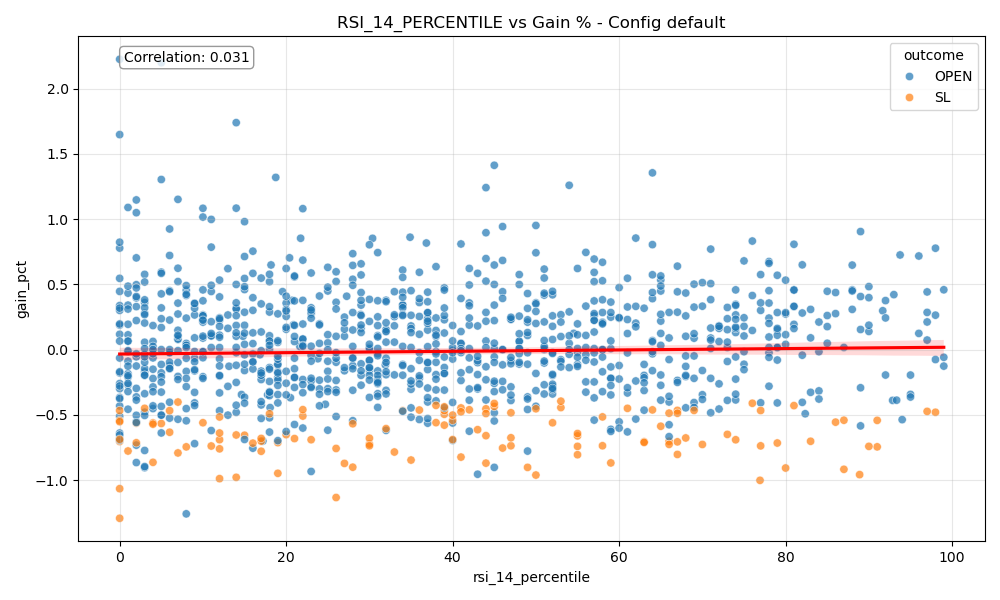 RSI_14_PERCENTILE vs Gain % - Config default
Correlation: 0.031
outcome
OPEN
SL
gain_pct
2.0
1.5
1.0
0.5
0.0
−0.5
−1.0
0 20 40 60 80 100
rsi_14_percentile